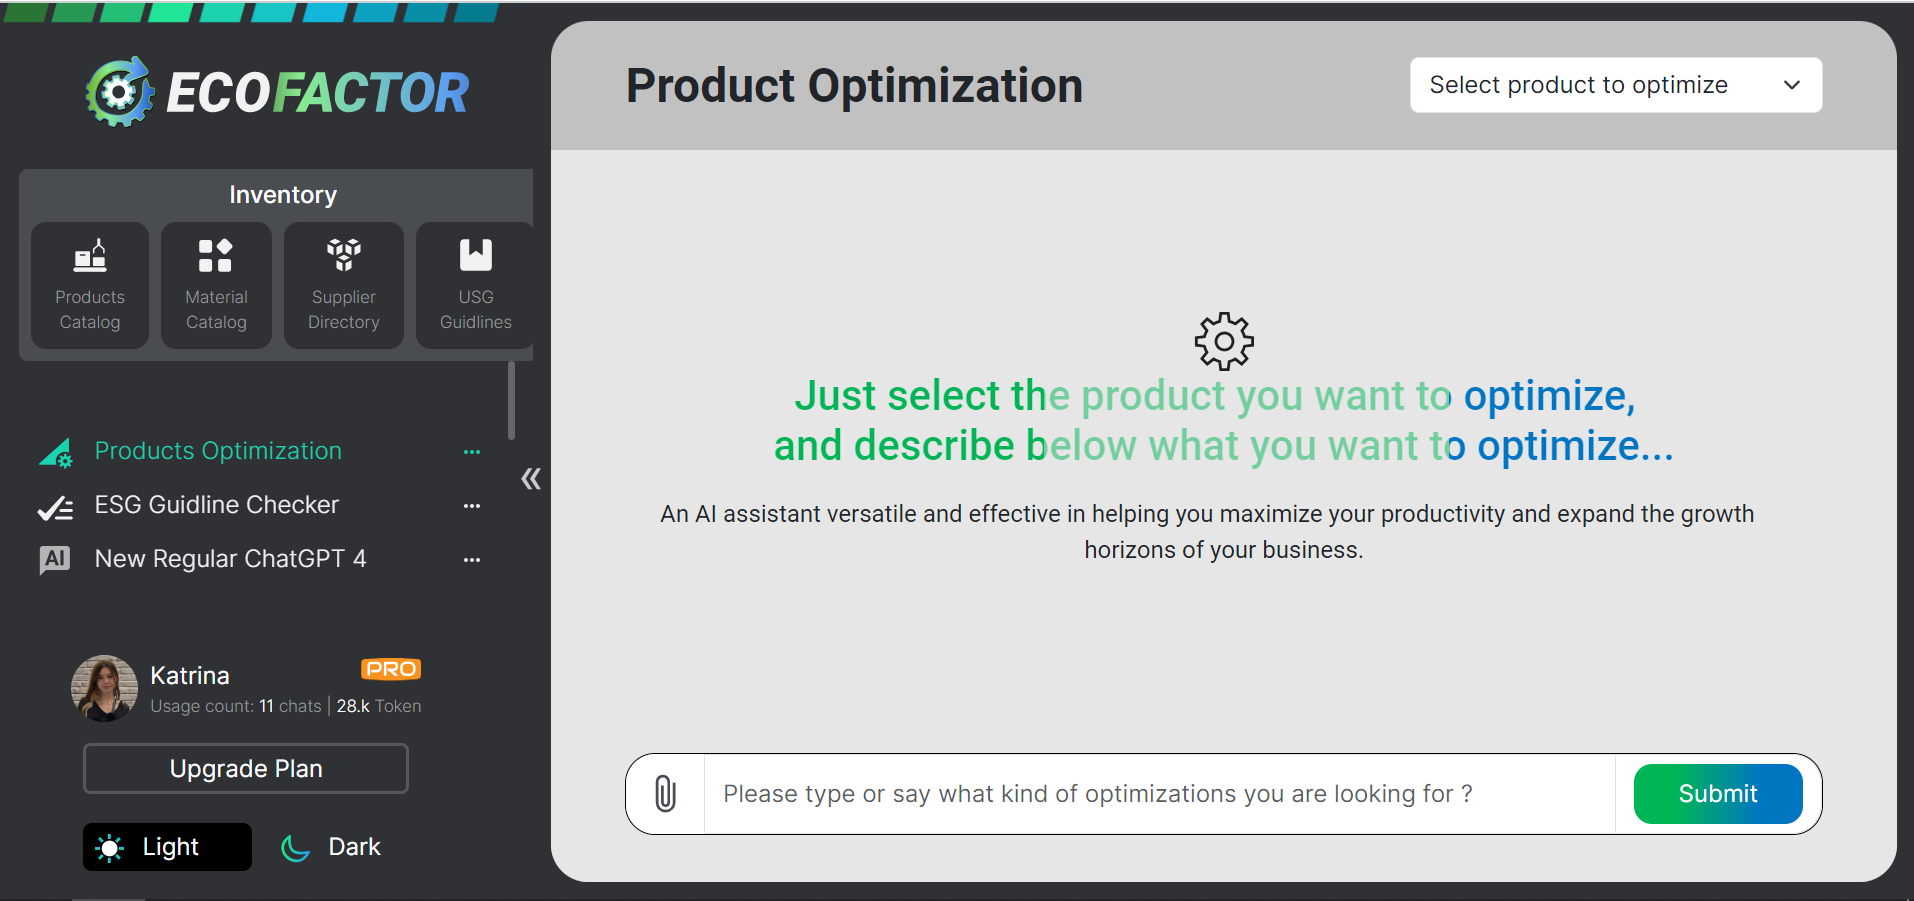 ECOFACTOR
Inventory
Products
Catalog
Material
Catalog
Supplier
Directory
USG
Guidlines
Products Optimization
ESG Guidline Checker
AI
New Regular ChatGPT 4
Katrina
PRO
Usage count: 11 chats | 28.k Token
Upgrade Plan
Light
Dark
Product Optimization
Select product to optimize
Just select the product you want to optimize,
and describe below what you want to optimize...
An AI assistant versatile and effective in helping you maximize your productivity and expand the growth
horizons of your business.
Please type or say what kind of optimizations you are looking for ?
Submit